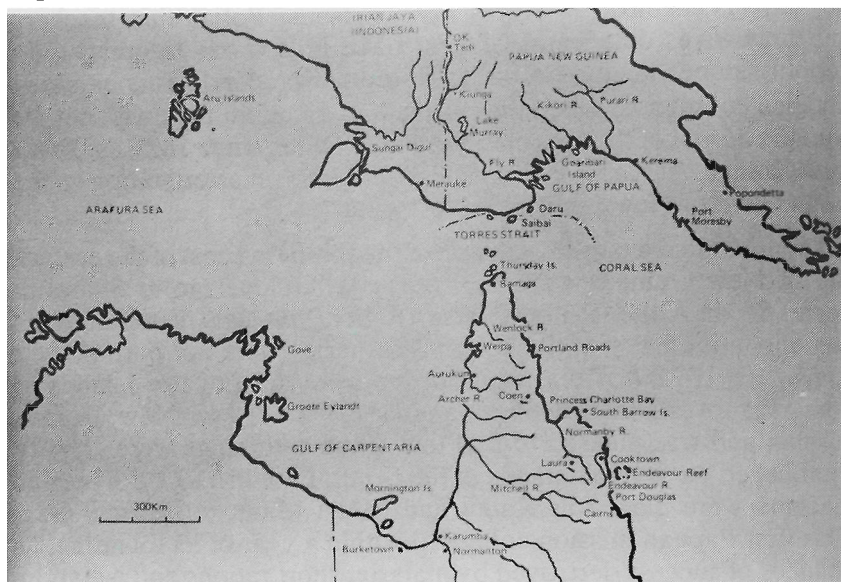 IRIAN JAYA
(INDONESIA)
OK
Tedi
PAPUA NEW GUINEA
Aru Islands
Kiunga
Kikori R.
Purari R.
Lake
Murray
Sungai Digul
Fly R.
Goaribari
Island
Kerema
GULF OF PAPUA
Merauke
Popondetta
Daru
Saibai
Port
Moresby
ARAFURA SEA
TORRES STRAIT
CORAL SEA
Thursday Is.
Bamaga
Wenlock R.
Weipa
Portland Roads
Gove
Aurukun
Archer R.
Coen
Princess Charlotte Bay
South Barrow Is.
Groote Eylandt
Normanby R.
GULF OF CARPENTARIA
Cooktown
Laura
Endeavour Reef
Endeavour R.
Mitchell R.
Mornington Is.
Port Douglas
300Km
Cairns
Karumba
Burketown
Normanton